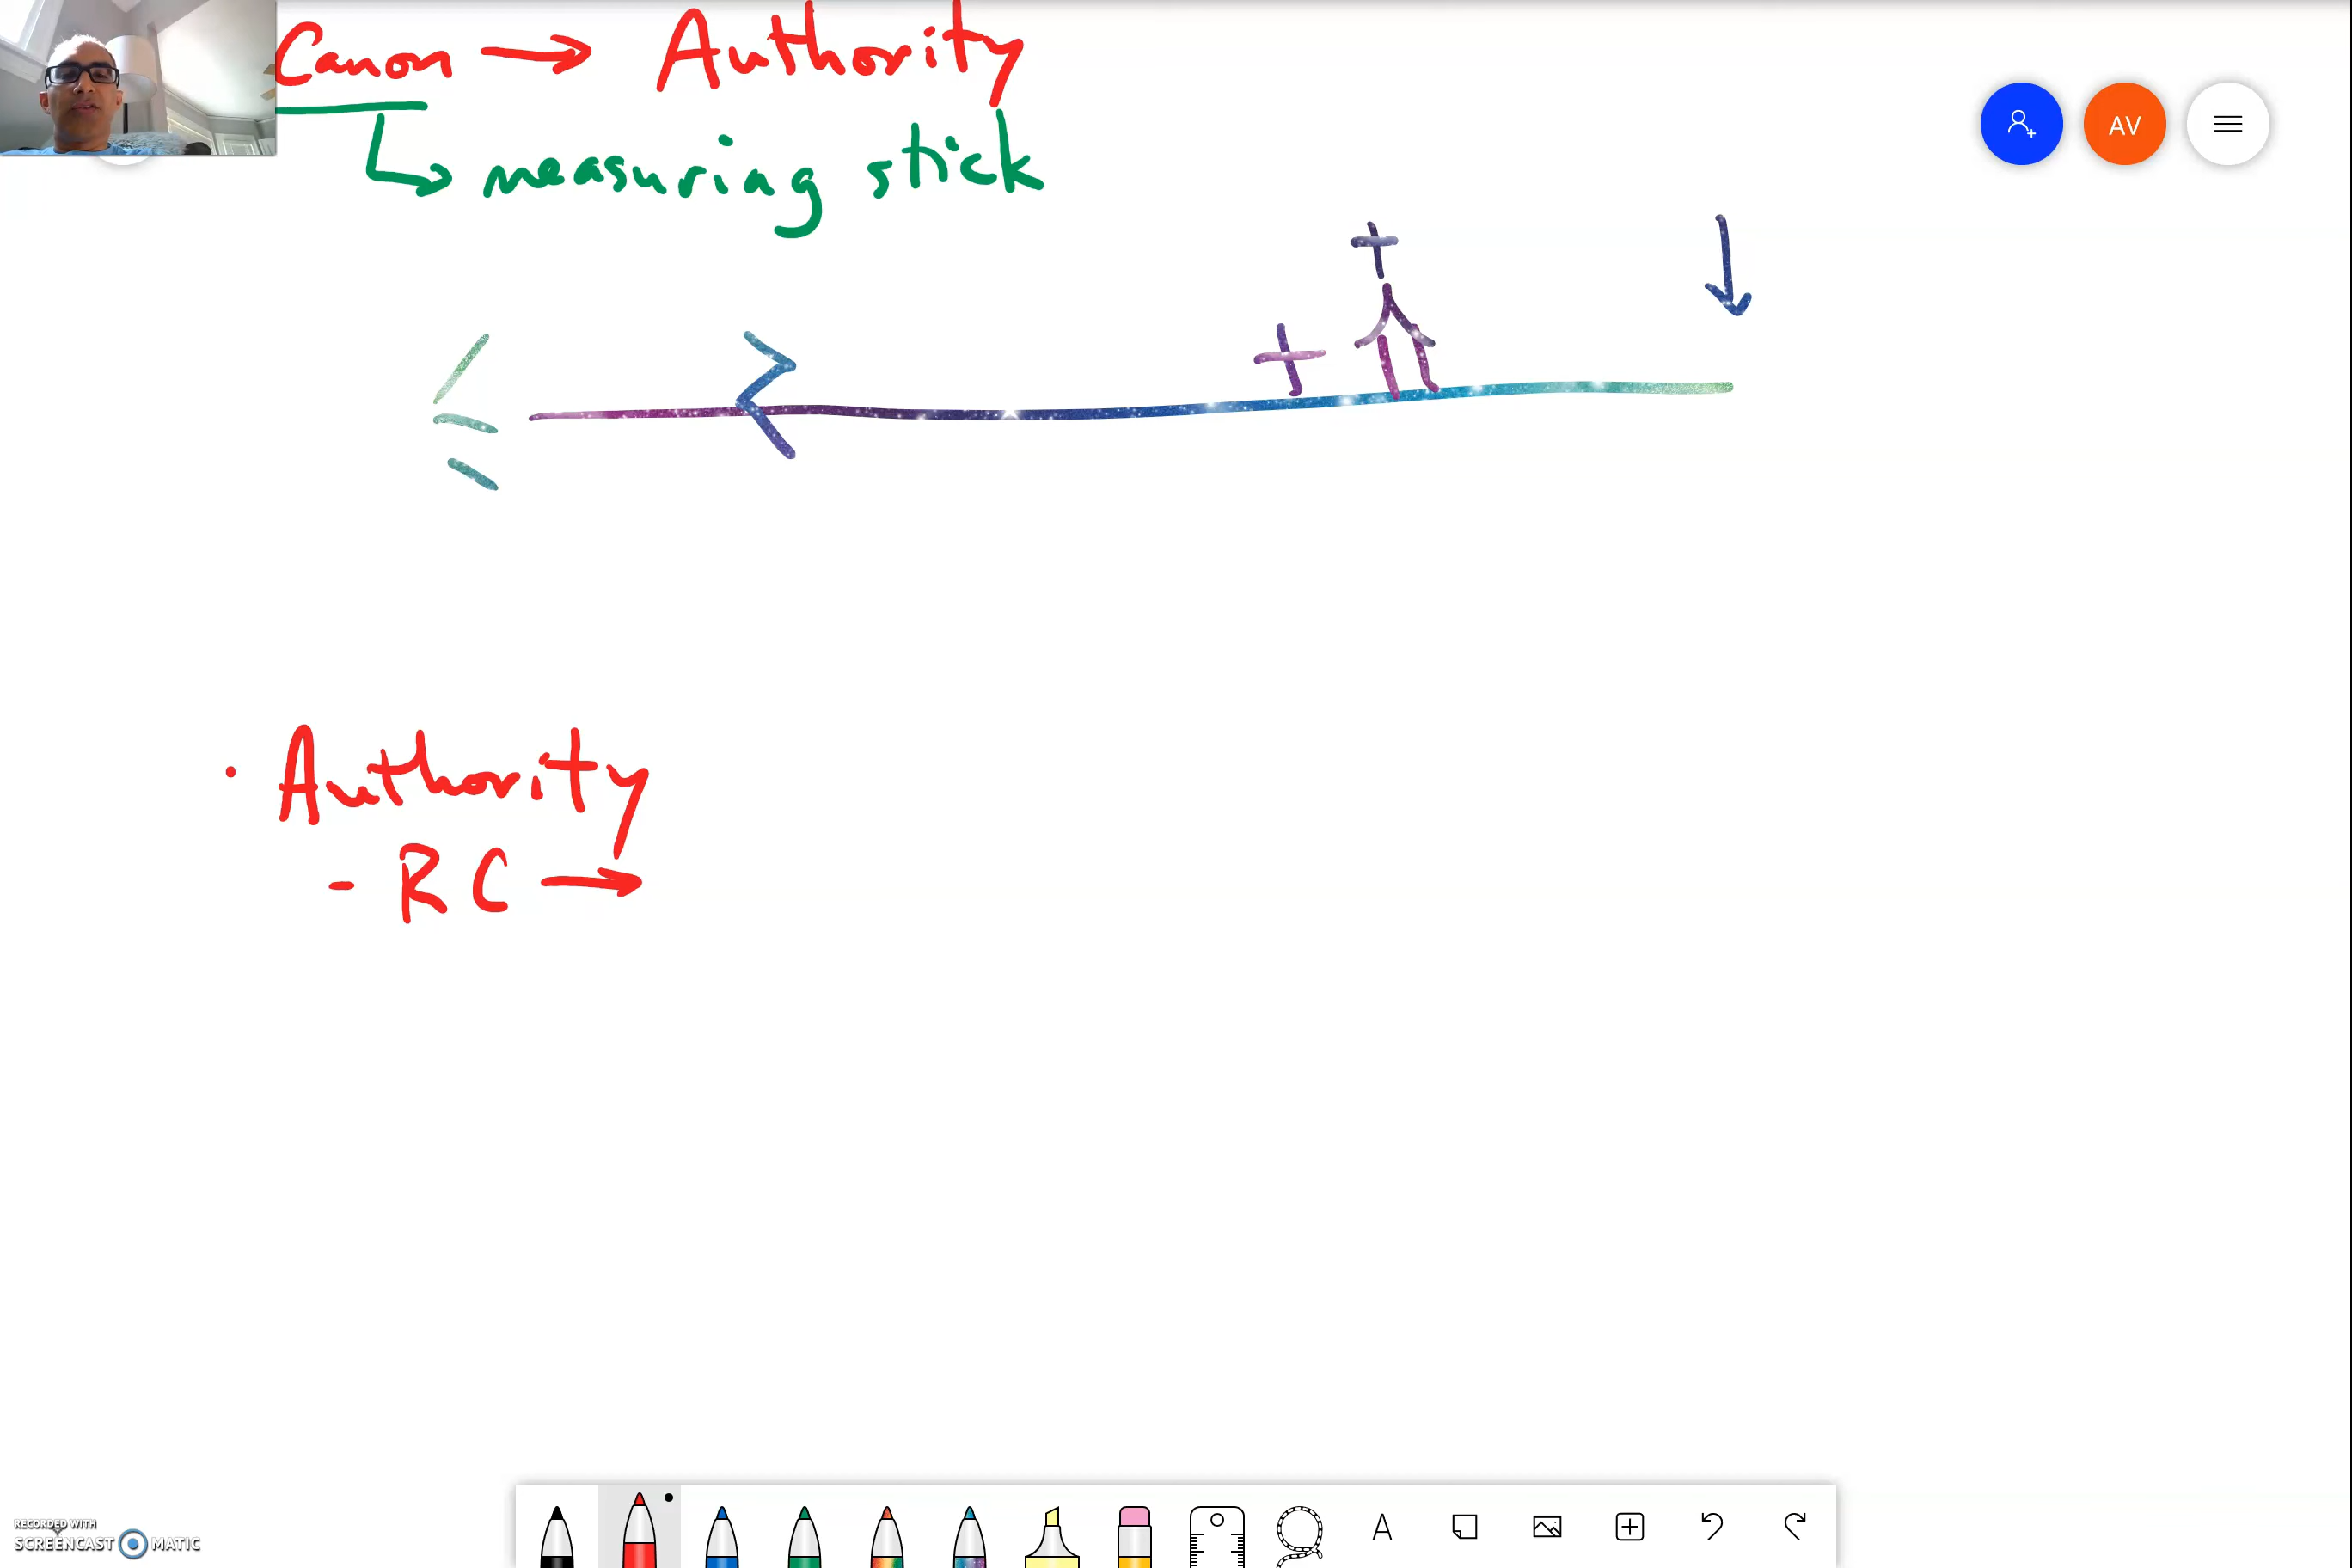 Canon → Authority
measuring stick
AV
· Authority
- RC →
A
RECORDED WITH
SCREENCAST MATIC